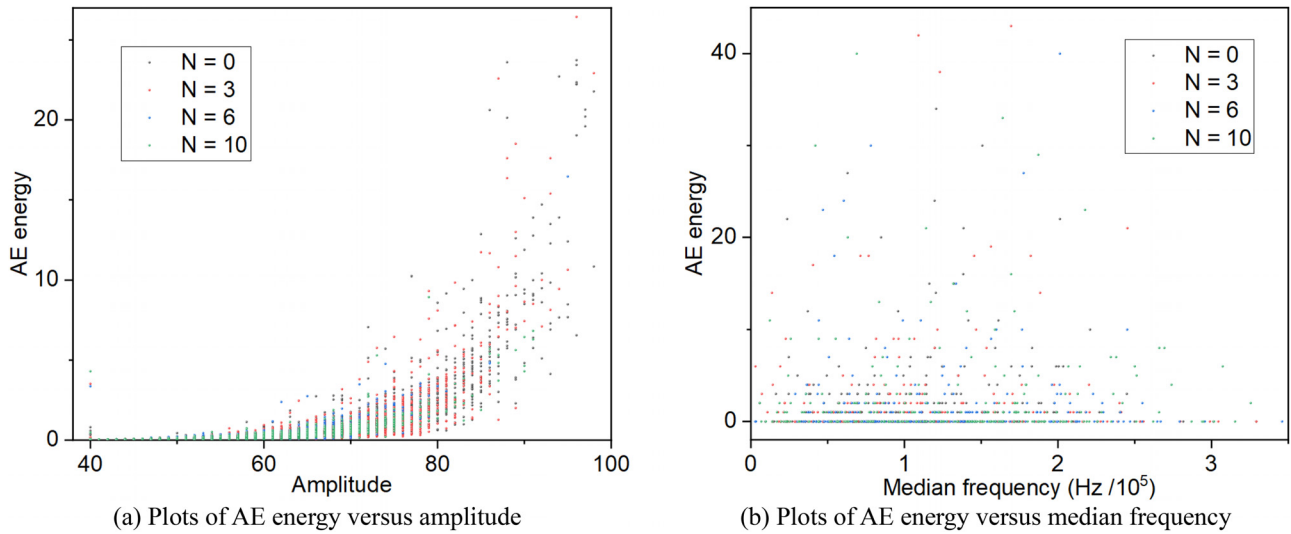 AE energy
20
10
0
40
60
80
100
Amplitude
N = 0
N = 3
N = 6
N = 10
(a) Plots of AE energy versus amplitude
AE energy
40
20
0
0
1
2
3
Median frequency (Hz /10⁵)
N = 0
N = 3
N = 6
N = 10
(b) Plots of AE energy versus median frequency